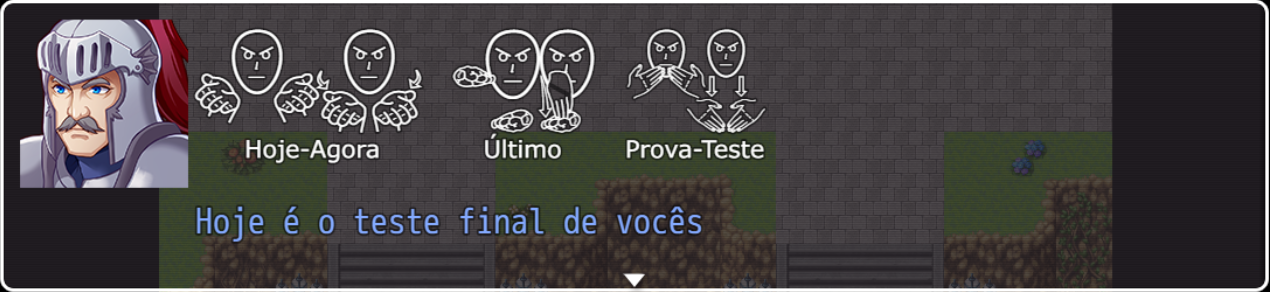 Hoje-Agora Último Prova-Teste
Hoje é o teste final de vocês